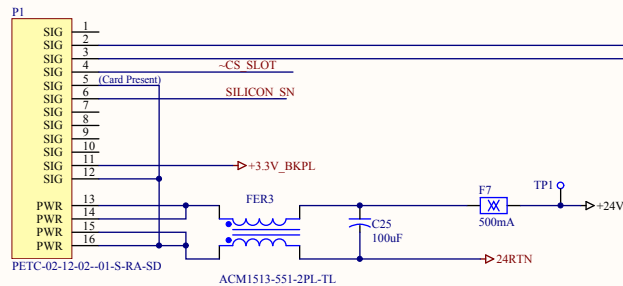 P1
SIG 1
SIG 2
SIG 3
SIG 4 ~CS_SLOT
SIG 5 (Card Present)
SIG 6 SILICON_SN
SIG 7
SIG 8
SIG 9
SIG 10
SIG 11 +3.3V_BKPL
SIG 12
PWR 13 FER3 F7 TP1
PWR 14 500mA +24V
PWR 15 C25
PWR 16 100uF
24RTN
PETC-02-12-02--01-S-RA-SD
ACM1513-551-2PL-TL